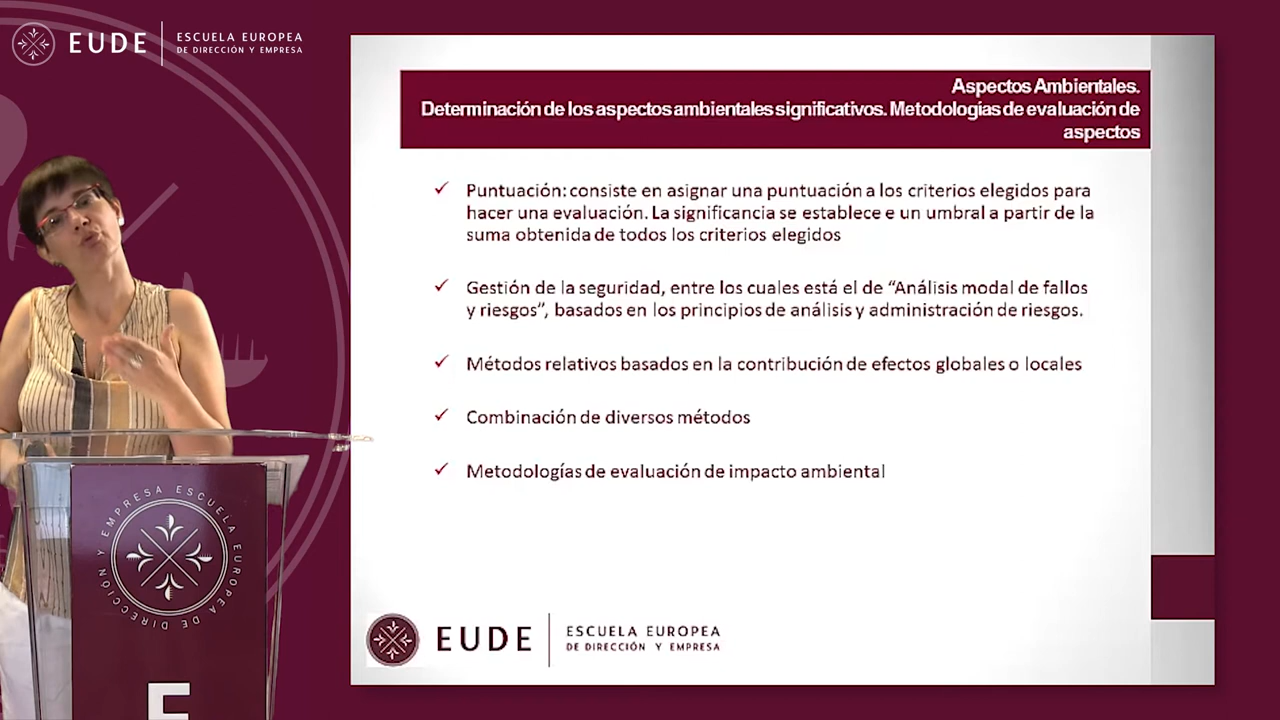 EUDE
ESCUELA EUROPEA
DE DIRECCIÓN Y EMPRESA
Aspectos Ambientales.
Determinación de los aspectos ambientales significativos. Metodologías de evaluación de
aspectos
Puntuación: consiste en asignar una puntuación a los criterios elegidos para
hacer una evaluación. La significancia se establece e un umbral a partir de la
suma obtenida de todos los criterios elegidos
Gestión de la seguridad, entre los cuales está el de “Análisis modal de fallos
y riesgos”, basados en los principios de análisis y administración de riesgos.
Métodos relativos basados en la contribución de efectos globales o locales
Combinación de diversos métodos
Metodologías de evaluación de impacto ambiental
EUDE
ESCUELA EUROPEA
DE DIRECCIÓN Y EMPRESA
ESCUELA EUROPEA DE DIRECCIÓN Y EMPRESA
E